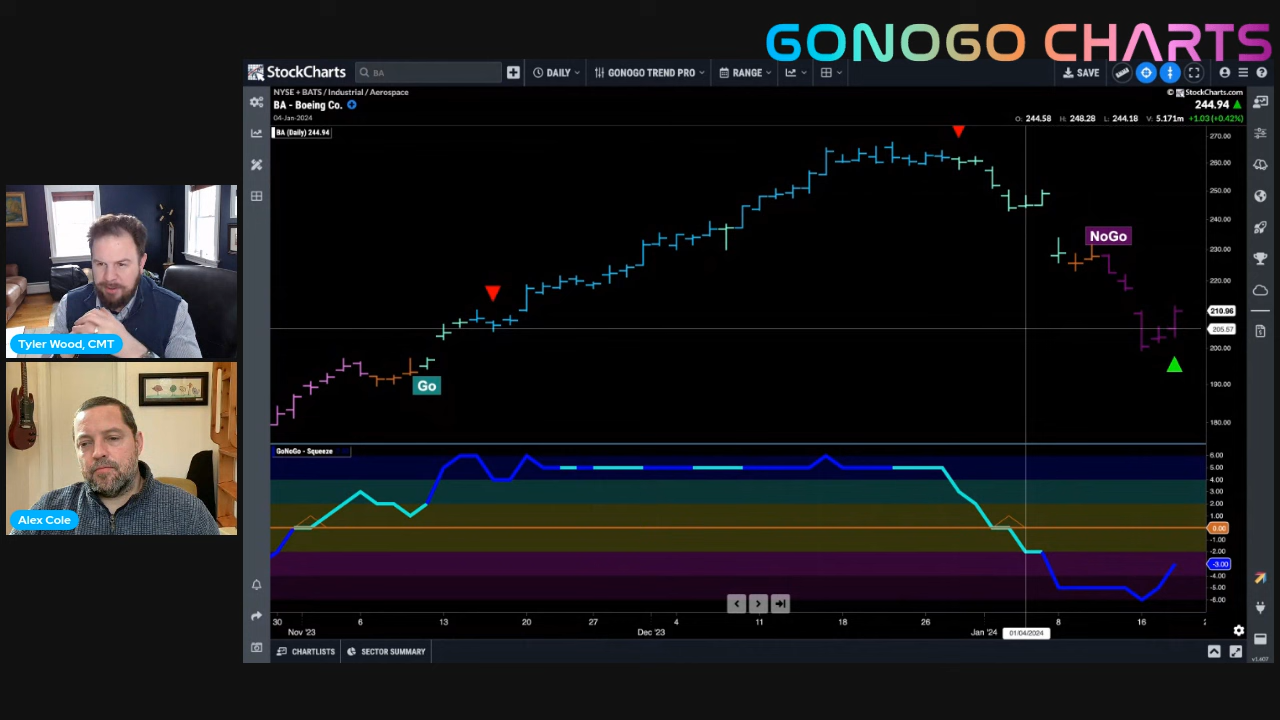 GONOGO CHARTS
StockCharts
BA
DAILY
GONOGO TREND PRO
RANGE
SAVE
NYSE + BATS / Industrial / Aerospace
© StockCharts.com
BA - Boeing Co.
244.94
04-Jan-2024
O: 244.58 H: 248.28 L: 244.18 V: 5.171m +1.03 (+0.42%)
BA (Daily) 244.94
270.00
260.00
250.00
240.00
230.00
220.00
210.96
205.57
200.00
190.00
180.00
NoGo
Go
Tyler Wood, CMT
Alex Cole
GoNoGo - Squeeze
6.00
5.00
4.00
3.00
2.00
1.00
0.00
-1.00
-2.00
-3.00
-4.00
-5.00
-6.00
30 6 13 20 27 4 11 18 26 8 16 2
Nov '23 Dec '23 Jan '24 01/04/2024
CHARTLISTS SECTOR SUMMARY
v1.407